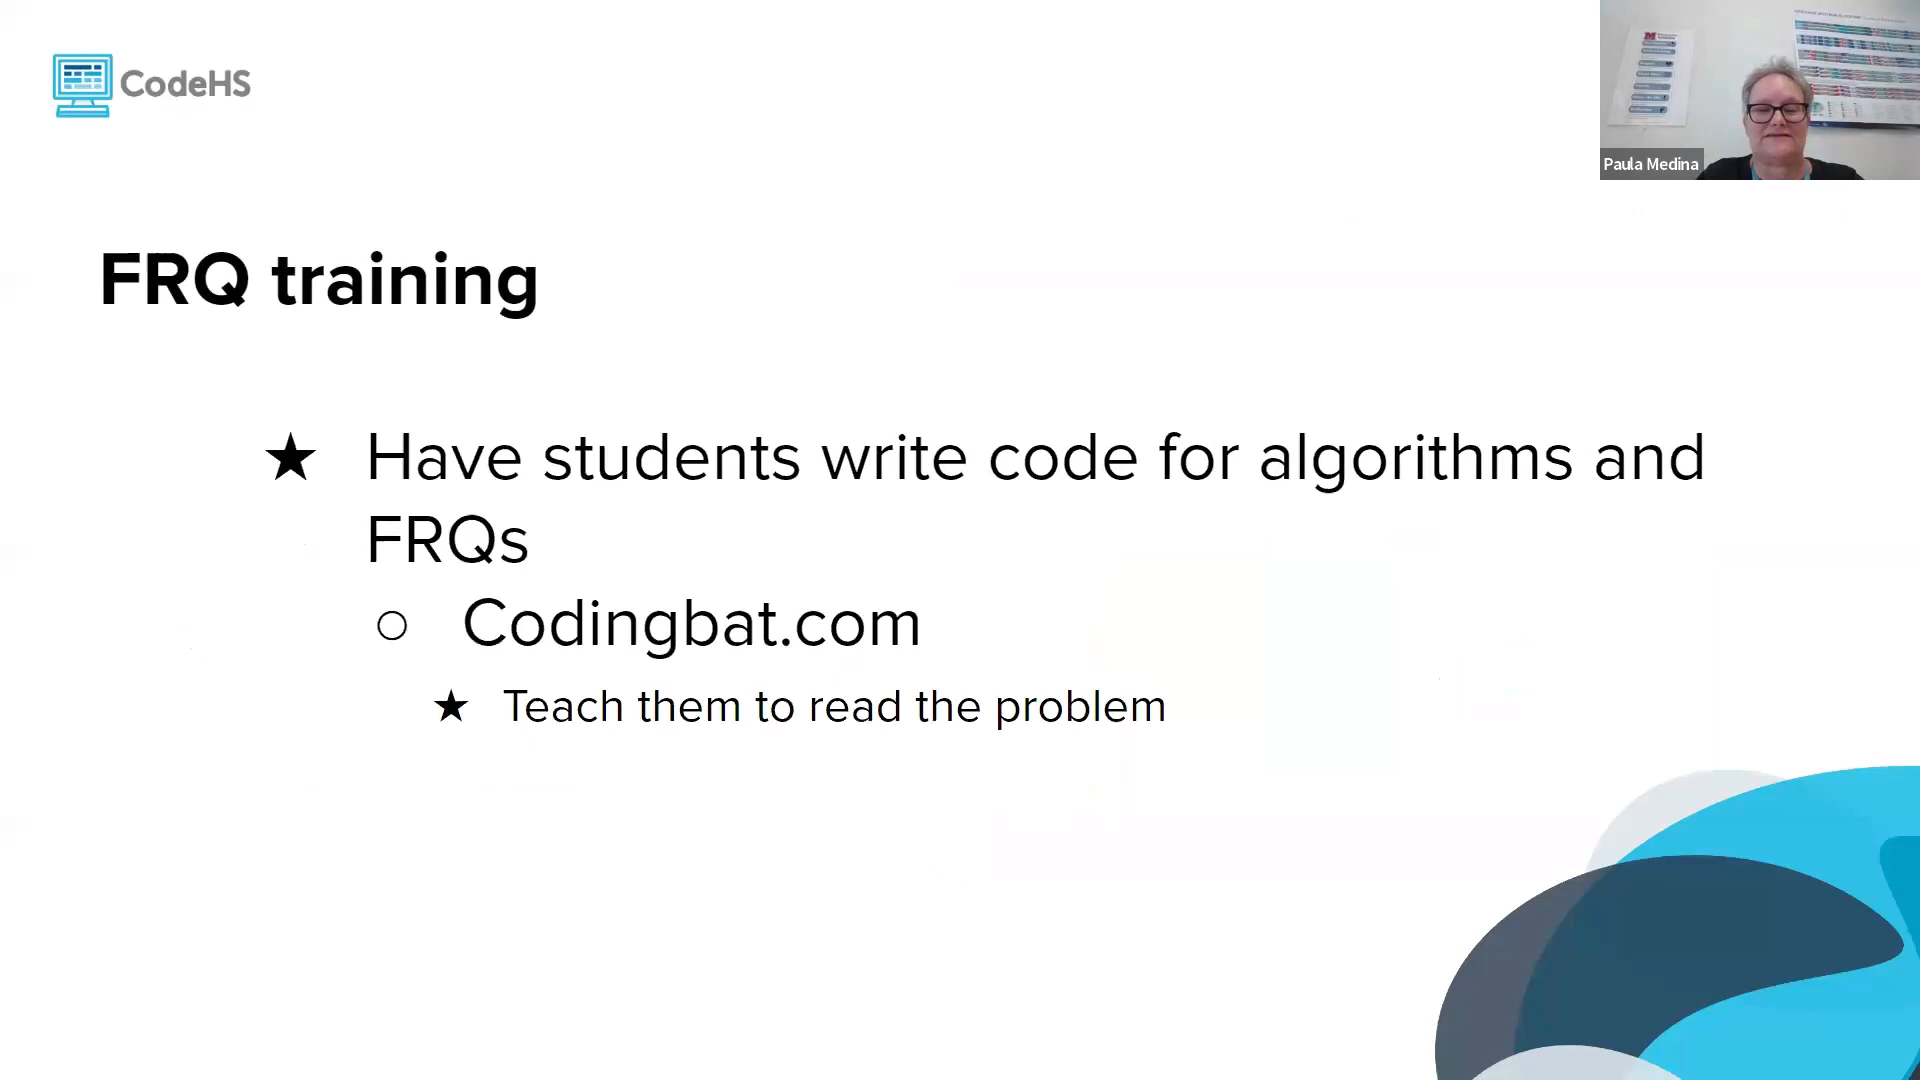 CodeHS
Paula Medina
FRQ training
★ Have students write code for algorithms and
FRQs
○ Codingbat.com
★ Teach them to read the problem